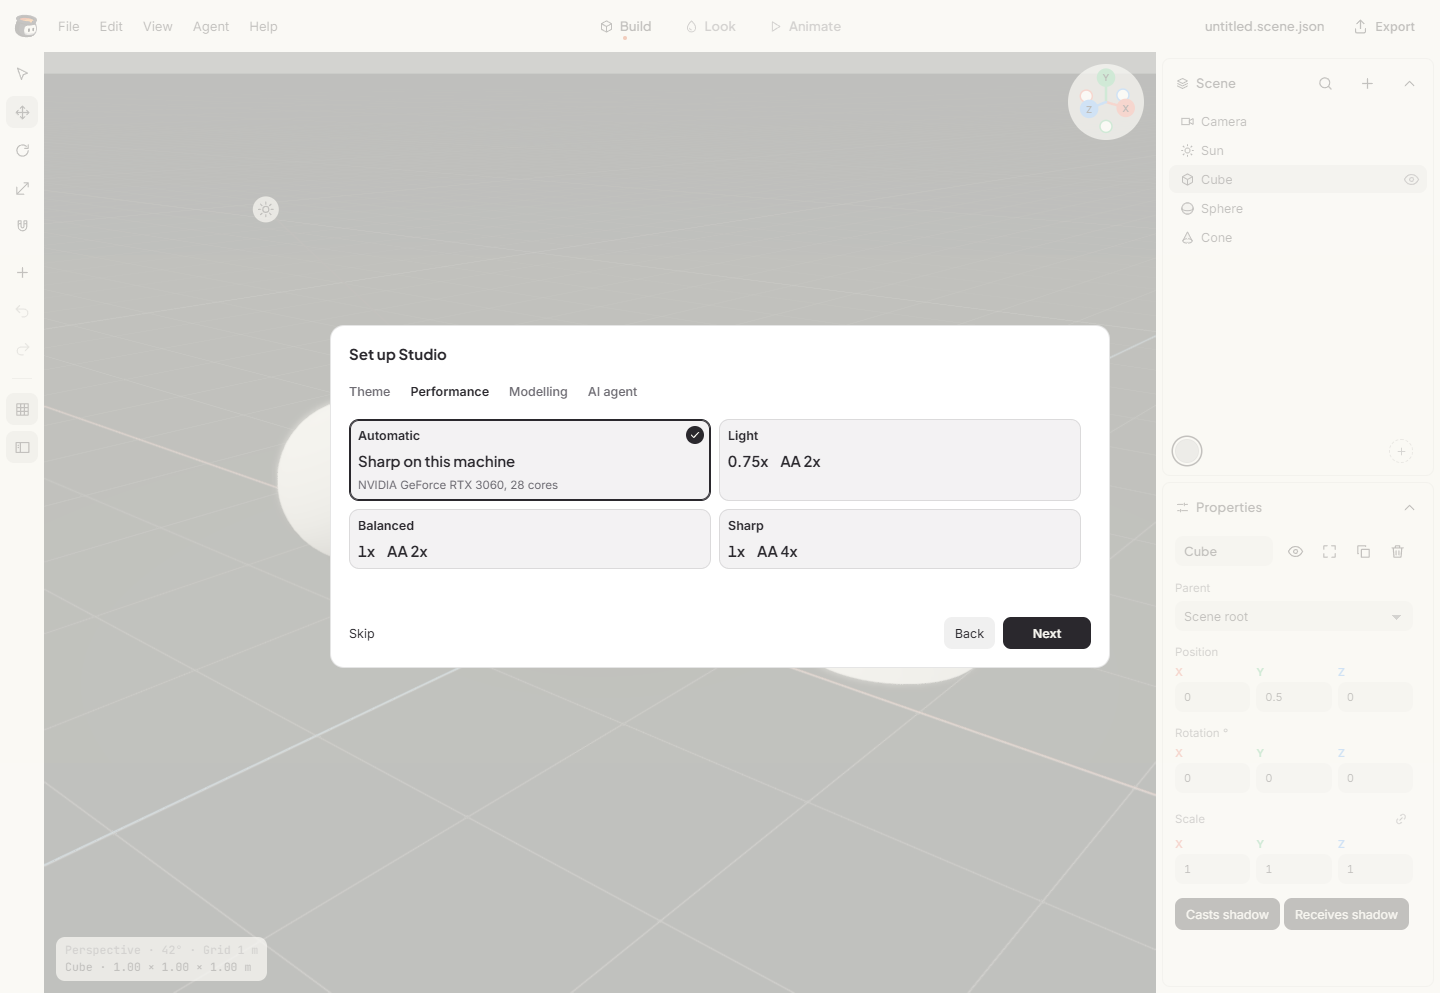 File Edit View Agent Help
Build Look Animate
untitled.scene.json Export
Y
Z X
Scene
Camera
Sun
Cube
Sphere
Cone
Set up Studio
Theme Performance Modelling AI agent
Automatic
Sharp on this machine
NVIDIA GeForce RTX 3060, 28 cores
Light
0.75x AA 2x
Balanced
1x AA 2x
Sharp
1x AA 4x
Skip Back Next
Properties
Cube
Parent
Scene root
Position
X Y Z
0 0.5 0
Rotation °
X Y Z
0 0 0
Scale
X Y Z
1 1 1
Casts shadow Receives shadow
Perspective · 42° · Grid 1 m
Cube · 1.00 × 1.00 × 1.00 m